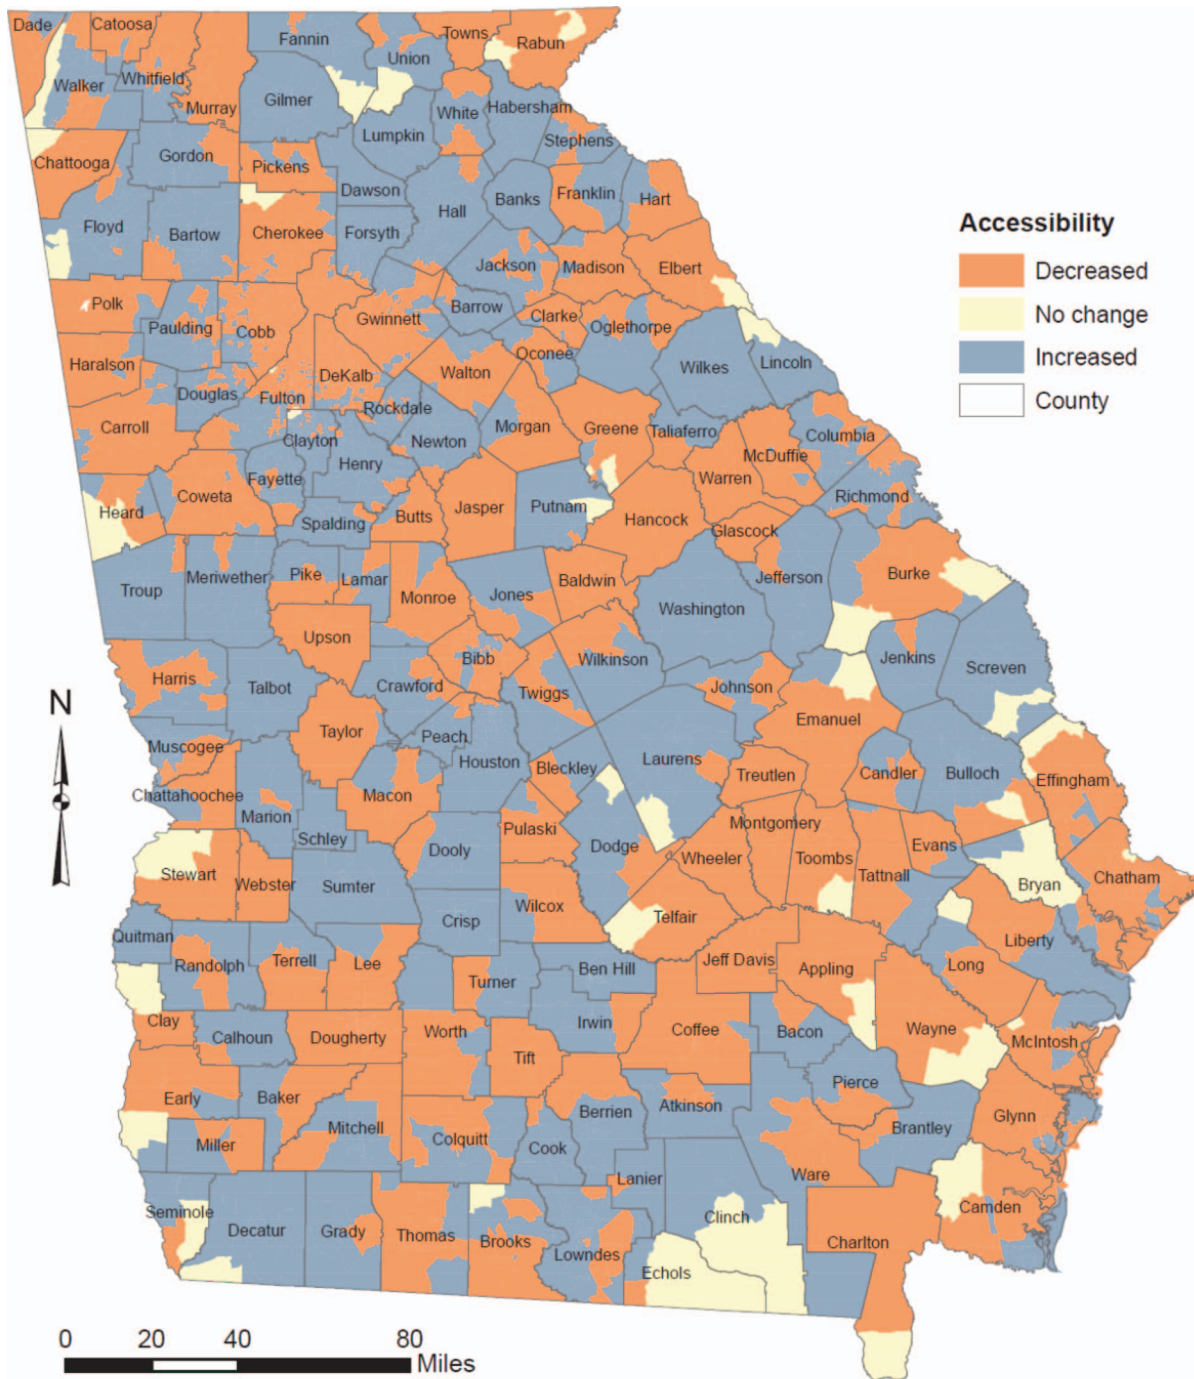 Dade
Catoosa
Fannin
Towns
Rabun
Union
Walker
Whitfield
Murray
Gilmer
White
Habersham
Lumpkin
Stephens
Chattooga
Gordon
Pickens
Dawson
Banks
Franklin
Hart
Hall
Floyd
Bartow
Cherokee
Forsyth
Jackson
Madison
Elbert
Polk
Paulding
Cobb
Gwinnett
Barrow
Clarke
Oglethorpe
Haralson
Oconee
Wilkes
Lincoln
Douglas
Fulton
DeKalb
Walton
Rockdale
Carroll
Clayton
Newton
Morgan
Greene
Taliaferro
Columbia
McDuffie
Henry
Fayette
Coweta
Warren
Richmond
Heard
Spalding
Butts
Jasper
Putnam
Hancock
Glascock
Troup
Meriwether
Pike
Lamar
Monroe
Jones
Baldwin
Jefferson
Burke
Washington
Upson
Bibb
Wilkinson
Jenkins
Screven
Harris
Talbot
Crawford
Twiggs
Johnson
Emanuel
Taylor
Peach
Muscogee
Houston
Bleckley
Laurens
Treutlen
Candler
Bulloch
Effingham
Chattahoochee
Marion
Macon
Schley
Pulaski
Montgomery
Dooly
Dodge
Wheeler
Toombs
Evans
Tattnall
Stewart
Webster
Sumter
Bryan
Chatham
Crisp
Wilcox
Telfair
Quitman
Liberty
Randolph
Terrell
Lee
Turner
Ben Hill
Jeff Davis
Appling
Long
Clay
Calhoun
Dougherty
Worth
Irwin
Coffee
Bacon
Wayne
McIntosh
Tift
Early
Baker
Pierce
Atkinson
Berrien
Glynn
Mitchell
Miller
Colquitt
Cook
Brantley
Lanier
Ware
Seminole
Decatur
Grady
Thomas
Brooks
Lowndes
Clinch
Camden
Echols
Charlton
Accessibility
Decreased
No change
Increased
County
N
0 20 40 80
Miles